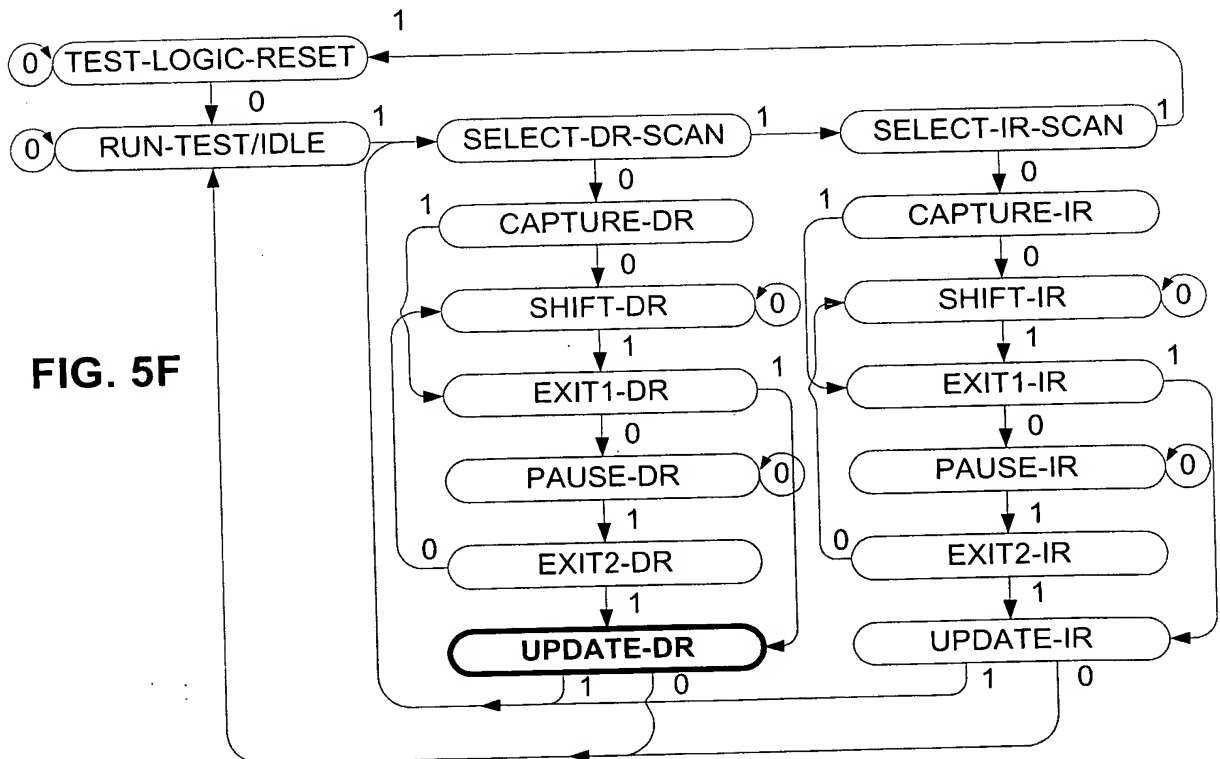 1
0 TEST-LOGIC-RESET
0
0 RUN-TEST/IDLE 1 SELECT-DR-SCAN 1 SELECT-IR-SCAN 1
0 0
1 CAPTURE-DR 1 CAPTURE-IR
0 0
SHIFT-DR 0 SHIFT-IR 0
1 1
FIG. 5F
EXIT1-DR 1 EXIT1-IR 1
0 0
PAUSE-DR 0 PAUSE-IR 0
1 1
0 EXIT2-DR 0 EXIT2-IR
1 1
UPDATE-DR UPDATE-IR
1 0 1 0